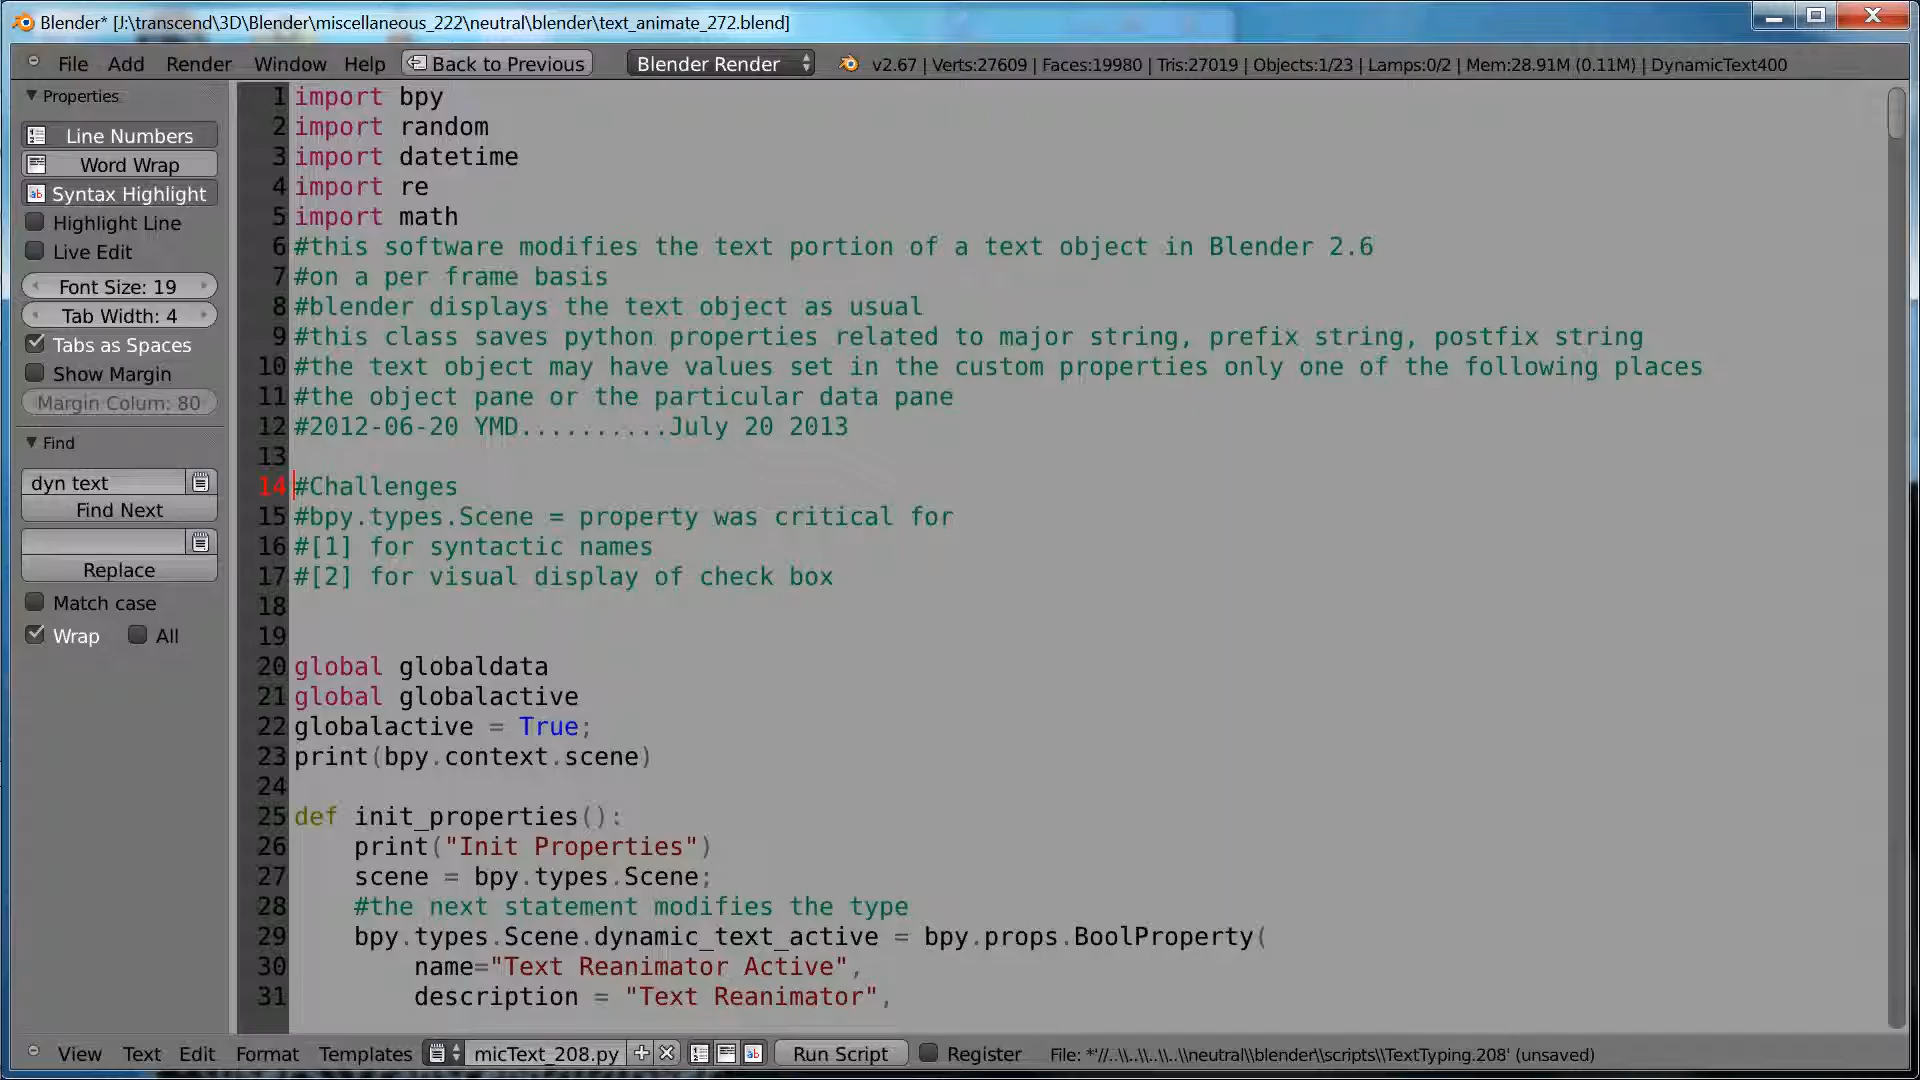 Blender* [J:\transcend\3D\Blender\miscellaneous_222\neutral\blender\text_animate_272.blend]
File Add Render Window Help Back to Previous Blender Render v2.67 | Verts:27609 | Faces:19980 | Tris:27019 | Objects:1/23 | Lamps:0/2 | Mem:28.91M (0.11M) | DynamicText400
Properties
Line Numbers
Word Wrap
Syntax Highlight
Highlight Line
Live Edit
Font Size: 19
Tab Width: 4
Tabs as Spaces
Show Margin
Margin Colum: 80
Find
dyn text
Find Next
Replace
Match case
Wrap All
1 import bpy
2 import random
3 import datetime
4 import re
5 import math
6 #this software modifies the text portion of a text object in Blender 2.6
7 #on a per frame basis
8 #blender displays the text object as usual
9 #this class saves python properties related to major string, prefix string, postfix string
10 #the text object may have values set in the custom properties only one of the following places
11 #the object pane or the particular data pane
12 #2012-06-20 YMD..........July 20 2013
13
14 #Challenges
15 #bpy.types.Scene = property was critical for
16 #[1] for syntactic names
17 #[2] for visual display of check box
18
19
20 global globaldata
21 global globalactive
22 globalactive = True;
23 print(bpy.context.scene)
24
25 def init_properties():
26     print("Init Properties")
27     scene = bpy.types.Scene;
28     #the next statement modifies the type
29     bpy.types.Scene.dynamic_text_active = bpy.props.BoolProperty(
30         name="Text Reanimator Active",
31         description = "Text Reanimator",
View Text Edit Format Templates micText_208.py Run Script Register File: *'//..\\..\\..\\..\\neutral\\blender\\scripts\\TextTyping.208' (unsaved)